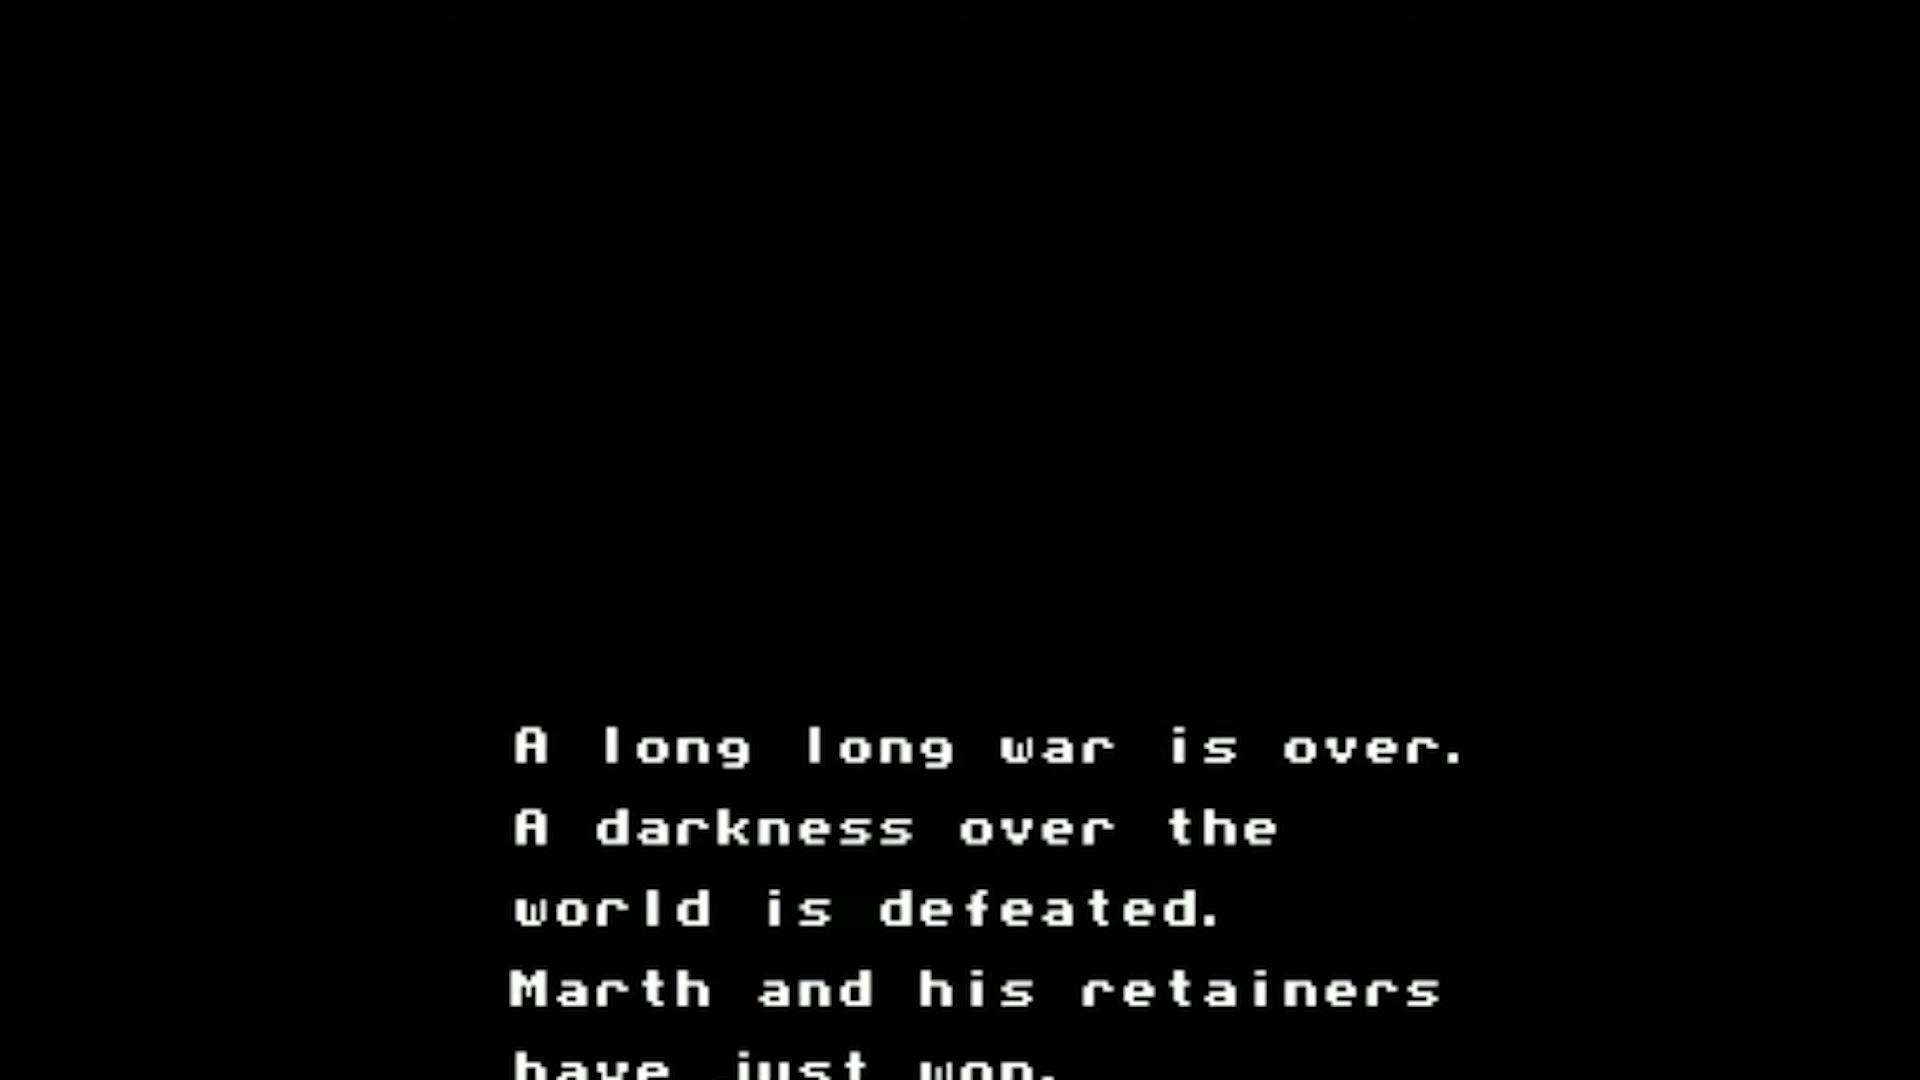 A long long war is over.
A darkness over the
world is defeated.
Marth and his retainers
have just won.